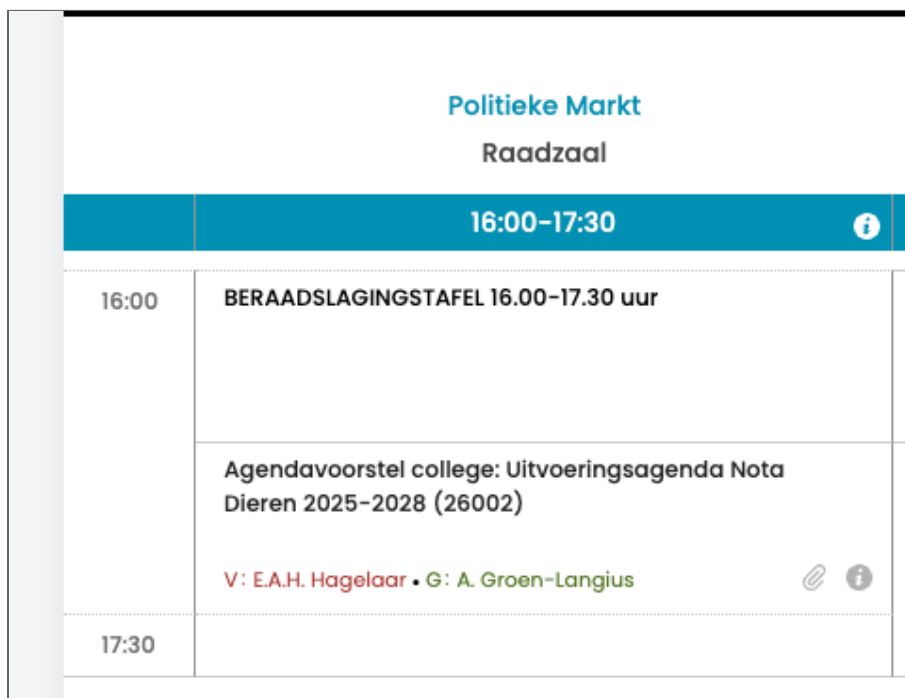 Politieke Markt
Raadzaal
16:00-17:30
16:00
BERAADSLAGINGSTAFEL 16.00-17.30 uur
Agendavoorstel college: Uitvoeringsagenda Nota
Dieren 2025-2028 (26002)
V: E.A.H. Hagelaar • G: A. Groen-Langius
17:30